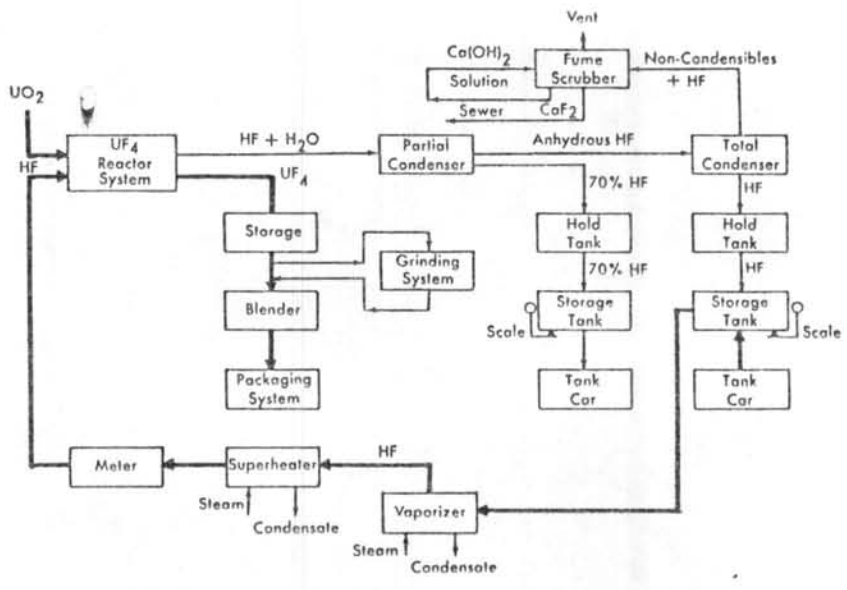 Vent
Ca(OH)2
Solution
Fume
Scrubber
Non-Condensibles
+ HF
Sewer
CaF2
UO2
HF
UF4
Reactor
System
HF + H2O
Partial
Condenser
Anhydrous HF
Total
Condenser
UF4
70% HF
HF
Storage
Hold
Tank
Hold
Tank
Grinding
System
70% HF
HF
Blender
Storage
Tank
Scale
Storage
Tank
Scale
Packaging
System
Tank
Car
Tank
Car
Meter
Superheater
HF
Steam
Condensate
Vaporizer
Steam
Condensate